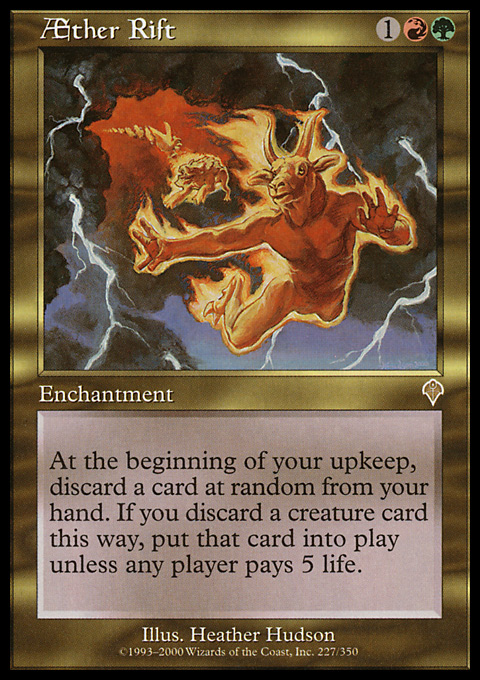 Æther Rift 1
Enchantment
At the beginning of your upkeep,
discard a card at random from your
hand. If you discard a creature card
this way, put that card into play
unless any player pays 5 life.
Illus. Heather Hudson
©1993–2000 Wizards of the Coast, Inc. 227/350